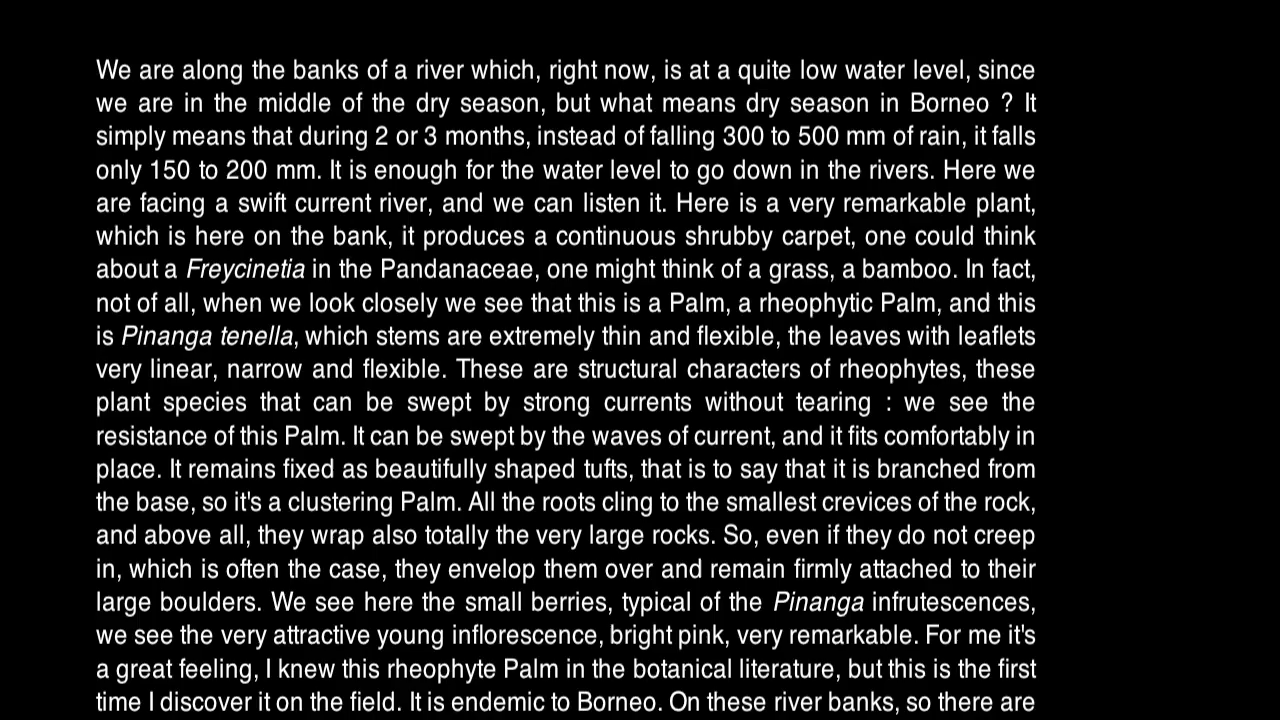 We are along the banks of a river which, right now, is at a quite low water level, since
we are in the middle of the dry season, but what means dry season in Borneo ? It
simply means that during 2 or 3 months, instead of falling 300 to 500 mm of rain, it falls
only 150 to 200 mm. It is enough for the water level to go down in the rivers. Here we
are facing a swift current river, and we can listen it. Here is a very remarkable plant,
which is here on the bank, it produces a continuous shrubby carpet, one could think
about a Freycinetia in the Pandanaceae, one might think of a grass, a bamboo. In fact,
not of all, when we look closely we see that this is a Palm, a rheophytic Palm, and this
is Pinanga tenella, which stems are extremely thin and flexible, the leaves with leaflets
very linear, narrow and flexible. These are structural characters of rheophytes, these
plant species that can be swept by strong currents without tearing : we see the
resistance of this Palm. It can be swept by the waves of current, and it fits comfortably in
place. It remains fixed as beautifully shaped tufts, that is to say that it is branched from
the base, so it's a clustering Palm. All the roots cling to the smallest crevices of the rock,
and above all, they wrap also totally the very large rocks. So, even if they do not creep
in, which is often the case, they envelop them over and remain firmly attached to their
large boulders. We see here the small berries, typical of the Pinanga infrutescences,
we see the very attractive young inflorescence, bright pink, very remarkable. For me it's
a great feeling, I knew this rheophyte Palm in the botanical literature, but this is the first
time I discover it on the field. It is endemic to Borneo. On these river banks, so there are